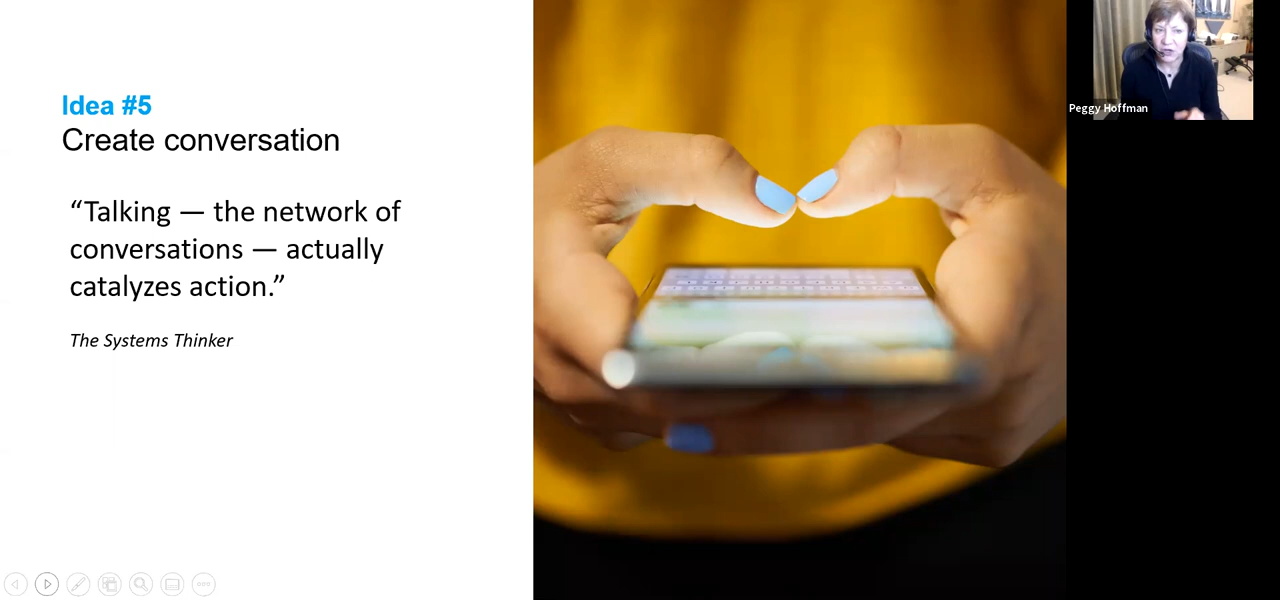 Idea #5
Create conversation
“Talking — the network of
conversations — actually
catalyzes action.”
The Systems Thinker
Peggy Hoffman